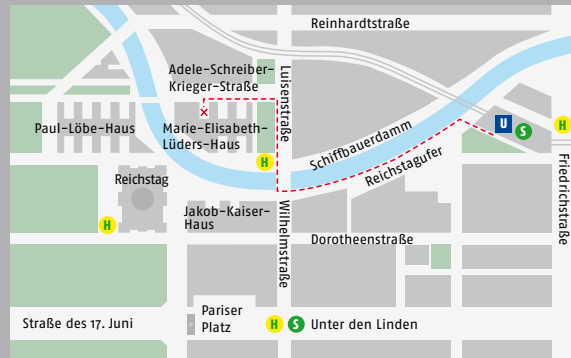 Reinhardtstraße
Adele-Schreiber-
Krieger-Straße
Luisenstraße
Paul-Löbe-Haus
Marie-Elisabeth-
Lüders-Haus
Schiffbauerdamm
U
S
H
H
Reichstag
Reichstagufer
Friedrichstraße
Jakob-Kaiser-
Haus
Wilhelmstraße
H
Dorotheenstraße
Straße des 17. Juni
Pariser
Platz
H
S
Unter den Linden